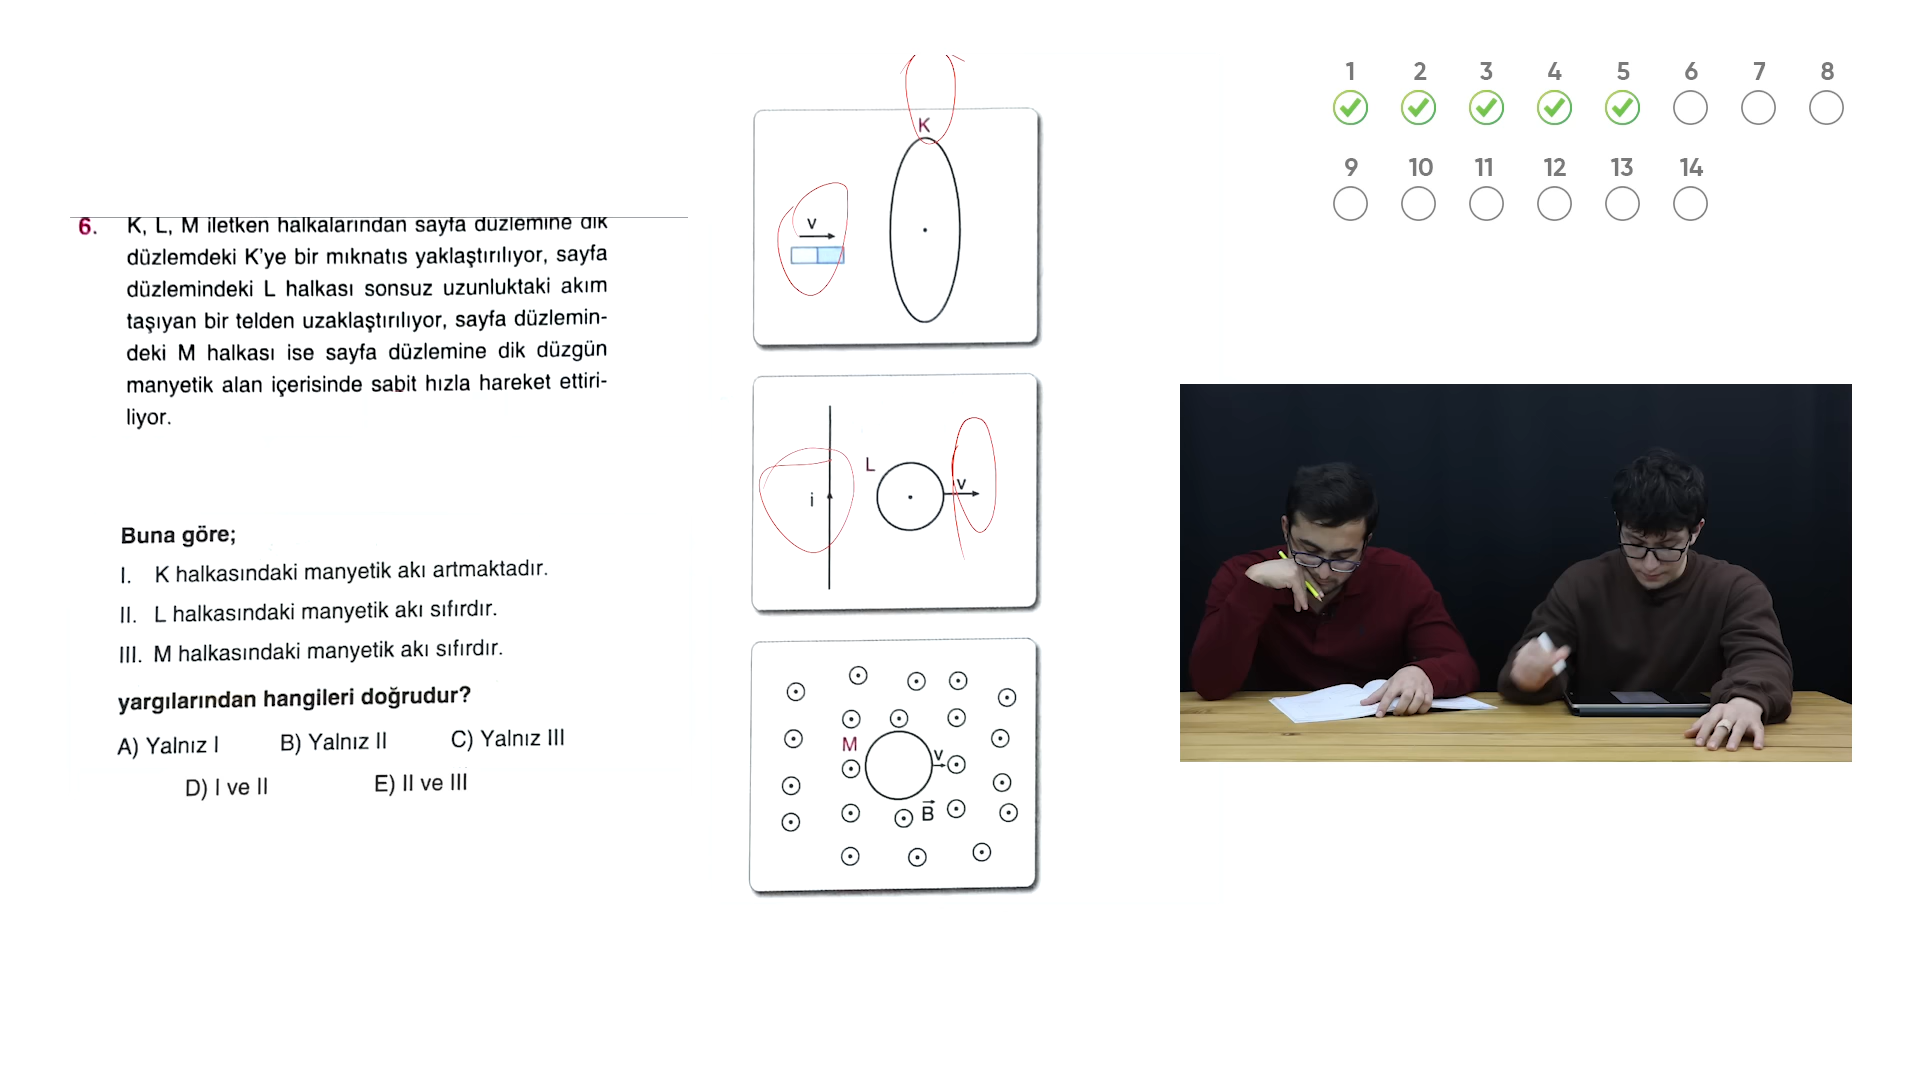 6. K, L, M iletken halkalarından sayfa düzlemine dik
düzlemdeki K'ye bir mıknatıs yaklaştırılıyor, sayfa
düzlemindeki L halkası sonsuz uzunluktaki akım
taşıyan bir telden uzaklaştırılıyor, sayfa düzlemin-
deki M halkası ise sayfa düzlemine dik düzgün
manyetik alan içerisinde sabit hızla hareket ettiri-
liyor.
Buna göre;
I. K halkasındaki manyetik akı artmaktadır.
II. L halkasındaki manyetik akı sıfırdır.
III. M halkasındaki manyetik akı sıfırdır.
yargılarından hangileri doğrudur?
A) Yalnız I B) Yalnız II C) Yalnız III
D) I ve II E) II ve III
K
v
L
i
v
M
v
B
1 2 3 4 5 6 7 8
9 10 11 12 13 14